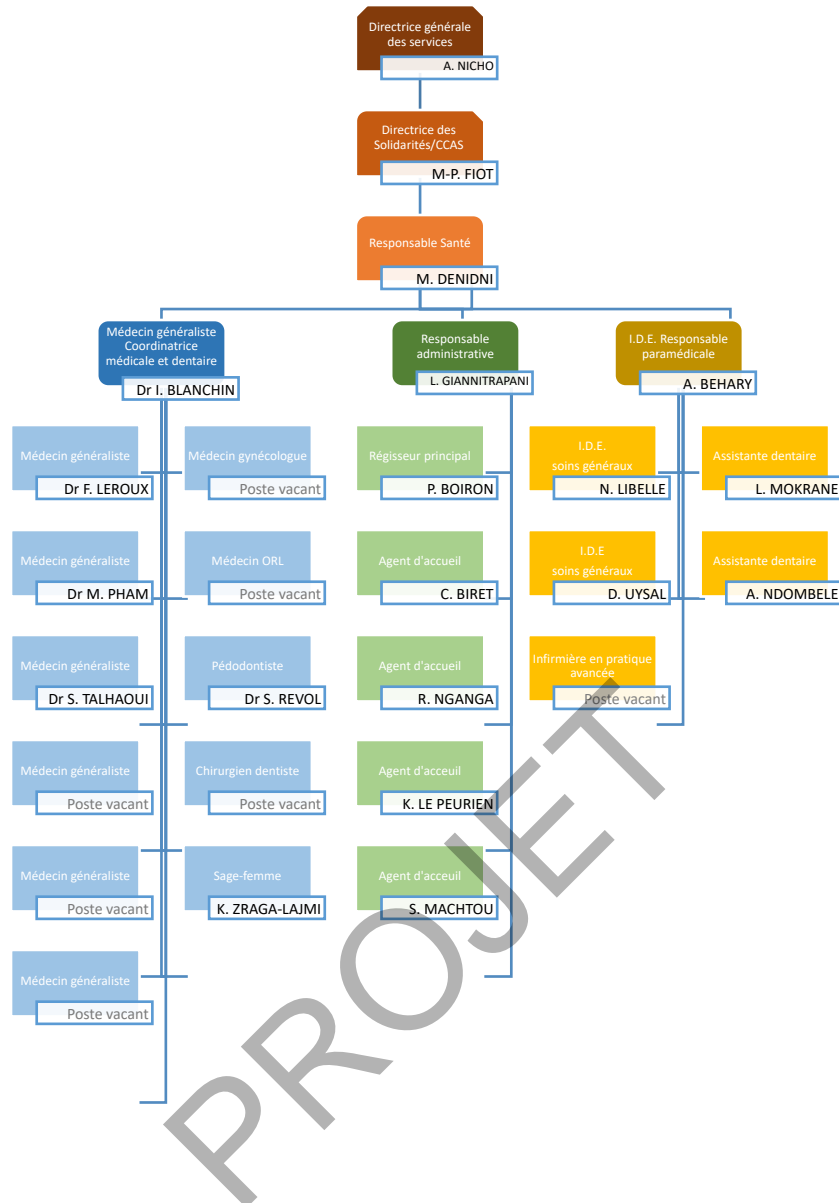 Directrice générale
des services
A. NICHO
Directrice des
Solidarités/CCAS
M-P. FIOT
Responsable Santé
M. DENIDNI
Médecin généraliste
Coordinatrice
médicale et dentaire
Dr I. BLANCHIN
Responsable
administrative
L. GIANNITRAPANI
I.D.E. Responsable
paramédicale
A. BEHARY
Médecin généraliste
Dr F. LEROUX
Médecin gynécologue
Poste vacant
Régisseur principal
P. BOIRON
I.D.E.
soins généraux
N. LIBELLE
Assistante dentaire
L. MOKRANE
Médecin généraliste
Dr M. PHAM
Médecin ORL
Poste vacant
Agent d'accueil
C. BIRET
I.D.E
soins généraux
D. UYSAL
Assistante dentaire
A. NDOMBELE
Médecin généraliste
Dr S. TALHAOUI
Pédodontiste
Dr S. REVOL
Agent d'accueil
R. NGANGA
Infirmière en pratique
avancée
Poste vacant
Médecin généraliste
Poste vacant
Chirurgien dentiste
Poste vacant
Agent d'acceuil
K. LE PEURIEN
Médecin généraliste
Poste vacant
Sage-femme
K. ZRAGA-LAJMI
Agent d'acceuil
S. MACHTOU
Médecin généraliste
Poste vacant
PROJET